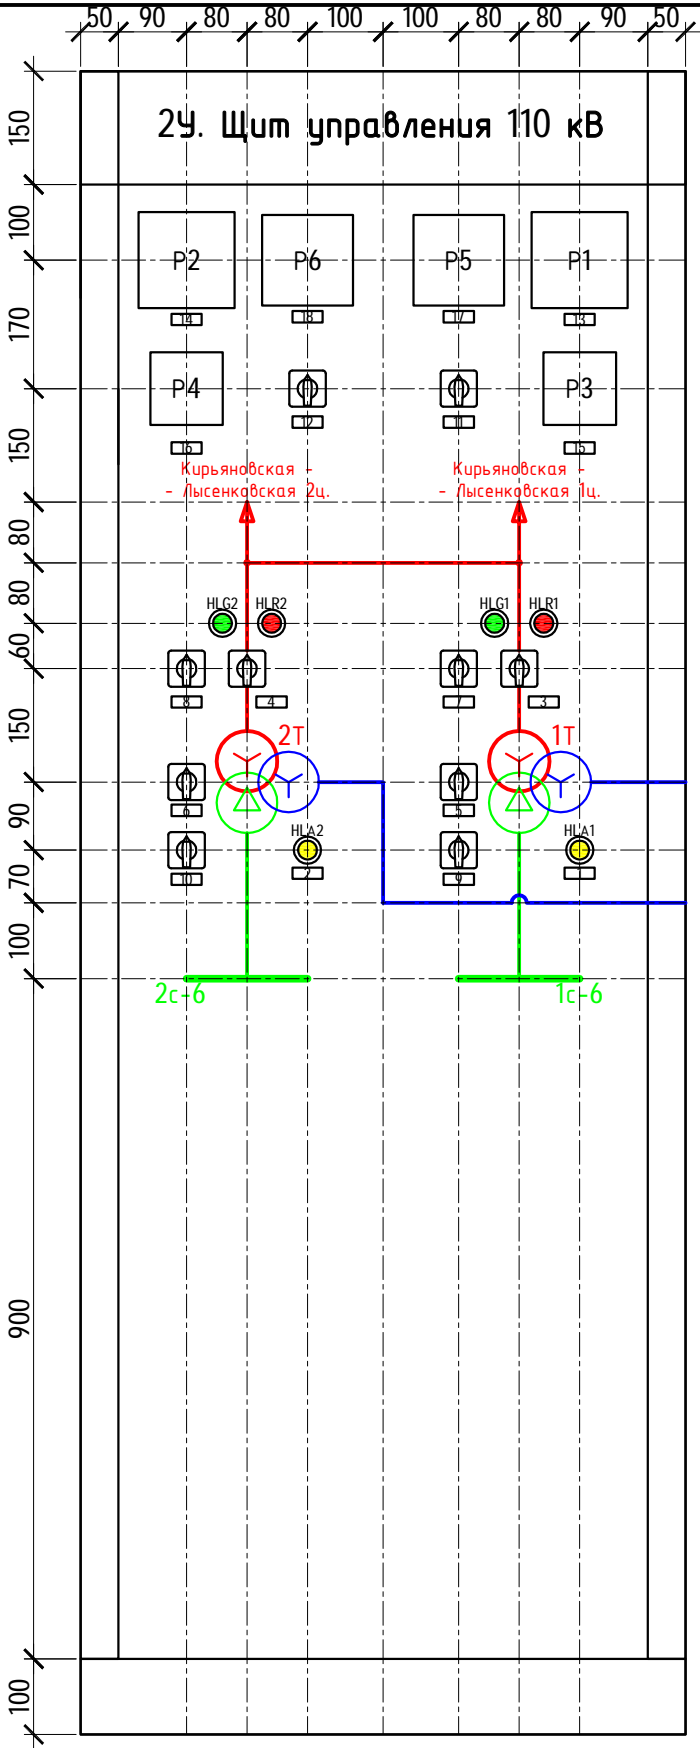 50 90 80 80 100 100 80 80 90 50
150
2У. Щит управления 110 кВ
100
P2 P6 P5 P1
14 18 17 13
170
P4 P3
12 11
16 15
150
Кирьяновская - Кирьяновская -
- Лысенковская 2ц. - Лысенковская 1ц.
80
80
HLG2 HLR2 HLG1 HLR1
60
8 4 7 3
150
2T 1T
6 5
90
HLA2 HLA1
10 2 9 1
70
100
2с-6 1с-6
900
100